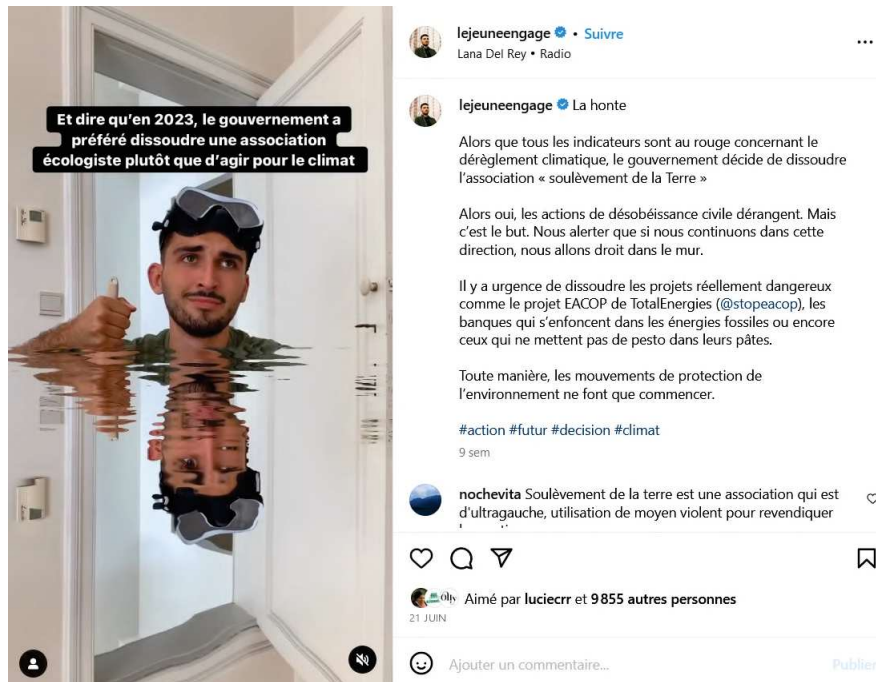 Et dire qu'en 2023, le gouvernement a
préféré dissoudre une association
écologiste plutôt que d'agir pour le climat
lejeuneengage • Suivre
Lana Del Rey • Radio
lejeuneengage La honte
Alors que tous les indicateurs sont au rouge concernant le
dérèglement climatique, le gouvernement décide de dissoudre
l'association « soulèvement de la Terre »
Alors oui, les actions de désobéissance civile dérangent. Mais
c'est le but. Nous alerter que si nous continuons dans cette
direction, nous allons droit dans le mur.
Il y a urgence de dissoudre les projets réellement dangereux
comme le projet EACOP de TotalEnergies (@stopeacop), les
banques qui s'enfoncent dans les énergies fossiles ou encore
ceux qui ne mettent pas de pesto dans leurs pâtes.
Toute manière, les mouvements de protection de
l'environnement ne font que commencer.
#action #futur #decision #climat
9 sem
nochevita Soulèvement de la terre est une association qui est
d'ultragauche, utilisation de moyen violent pour revendiquer
Aimé par luciecrr et 9 855 autres personnes
21 JUIN
Ajouter un commentaire...
Publier